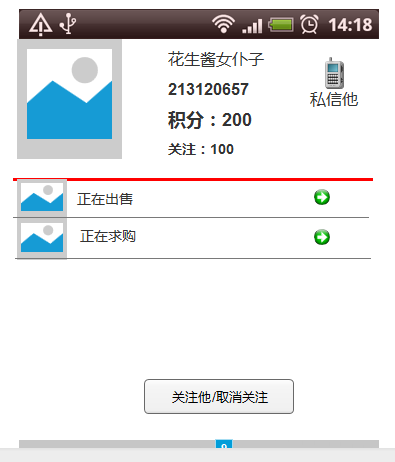 14:18
花生酱女仆子
213120657
积分：200
关注：100
私信他
正在出售
正在求购
关注他/取消关注